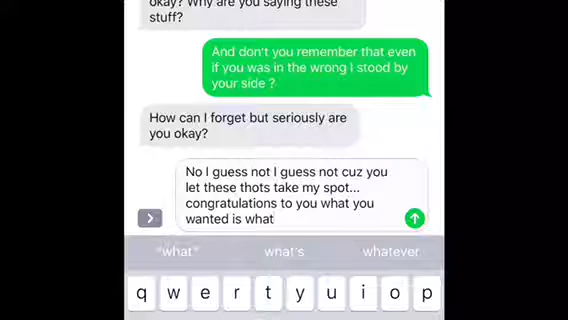 okay? Why are you saying these
stuff?
And don't you remember that even
if you was in the wrong I stood by
your side ?
How can I forget but seriously are
you okay?
No I guess not I guess not cuz you
let these thots take my spot...
congratulations to you what you
wanted is what
"what" what's whatever
q w e r t y u i o p